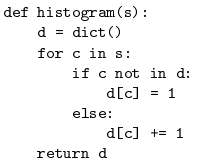 def histogram(s):
    d = dict()
    for c in s:
        if c not in d:
            d[c] = 1
        else:
            d[c] += 1
    return d